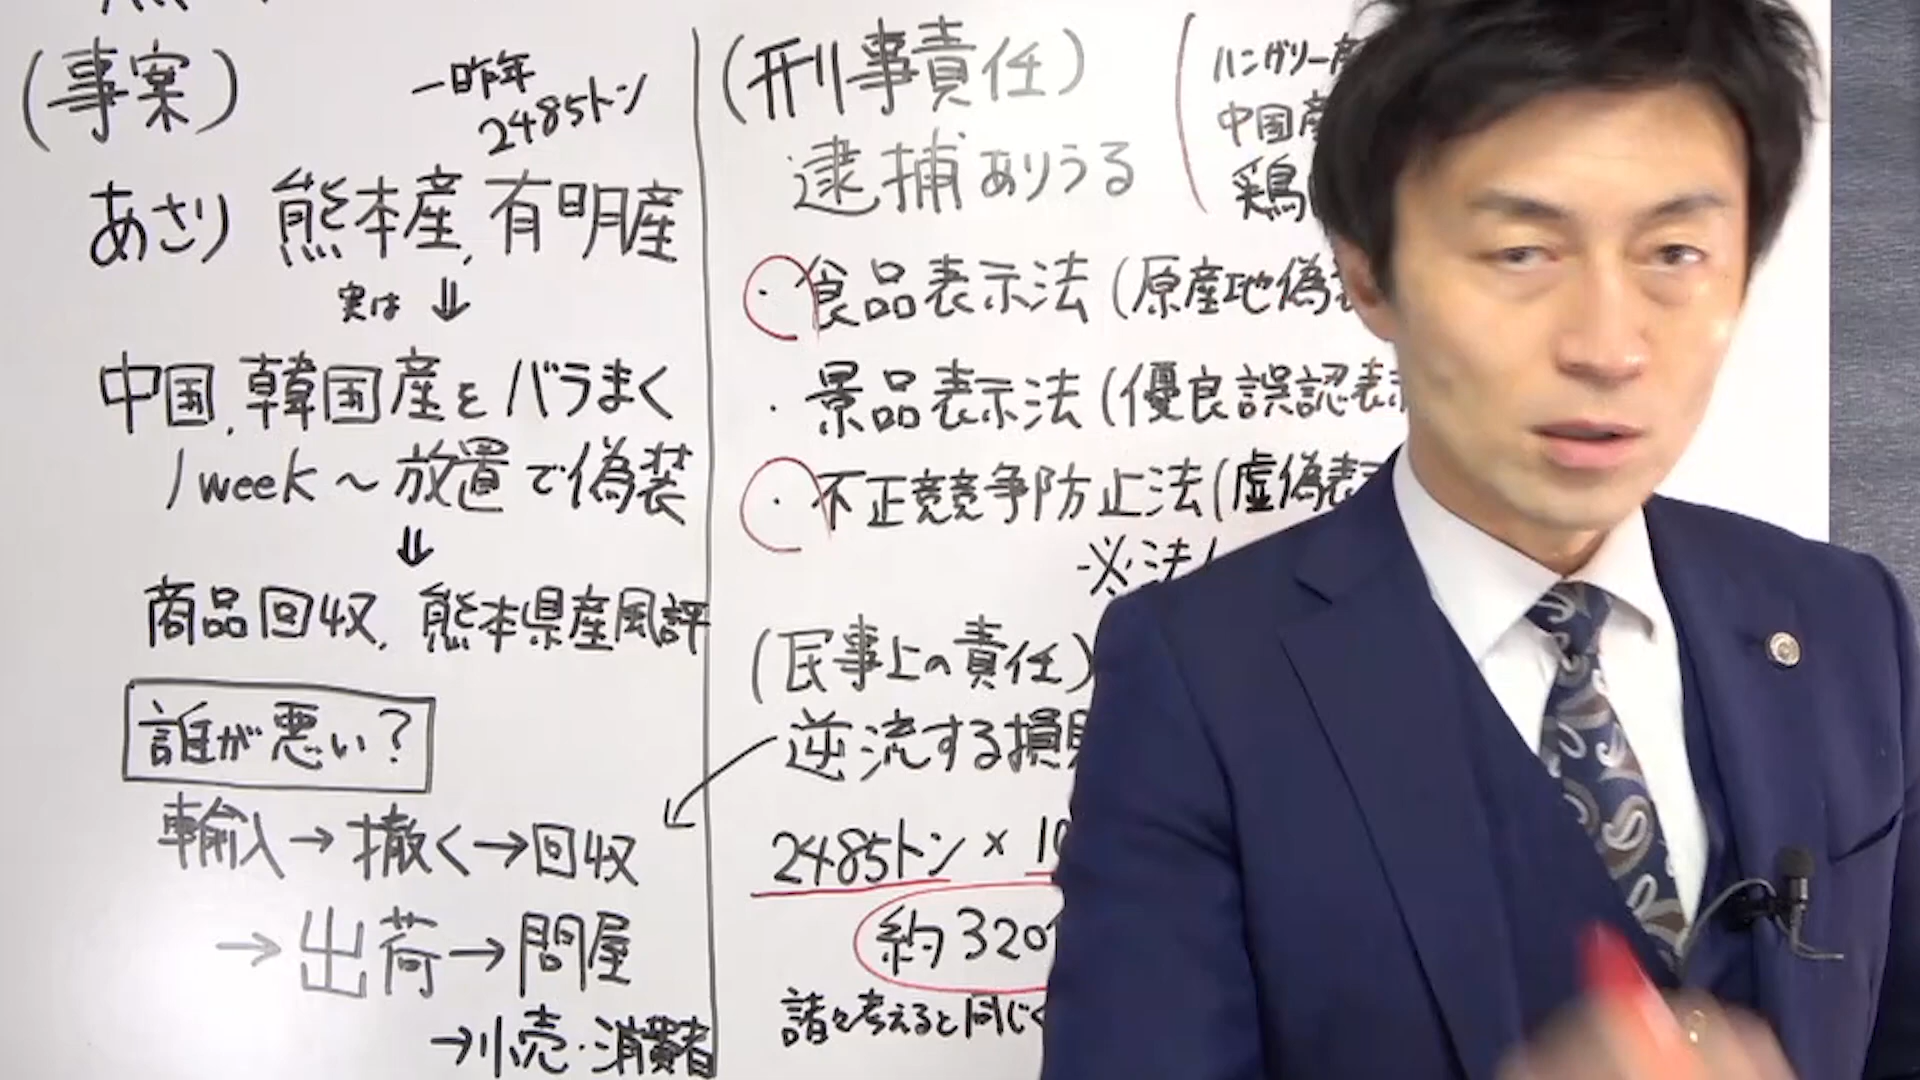 (事案)
一昨年
2485トン
あさり 熊本産、有明産
実は ⇓
中国、韓国産をバラまく
1week～放置で偽装
⇓
商品回収、熊本県産風評
誰が悪い?
輸入→撤く→回収
→出荷→問屋
→小売・消費者
(刑事責任)
逮捕ありうる
ハンガリー産
中国産
鶏
・食品表示法(原産地偽
・景品表示法(優良誤認表示
・不正競争防止法(虚偽表
※法
(民事上の責任)
逆流する損
2485トン×10
約320
諸々考えると同じく